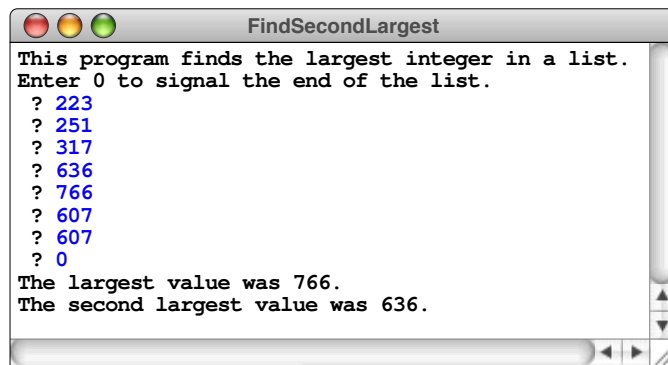 FindSecondLargest
This program finds the largest integer in a list.
Enter 0 to signal the end of the list.
? 223
? 251
? 317
? 636
? 766
? 607
? 607
? 0
The largest value was 766.
The second largest value was 636.